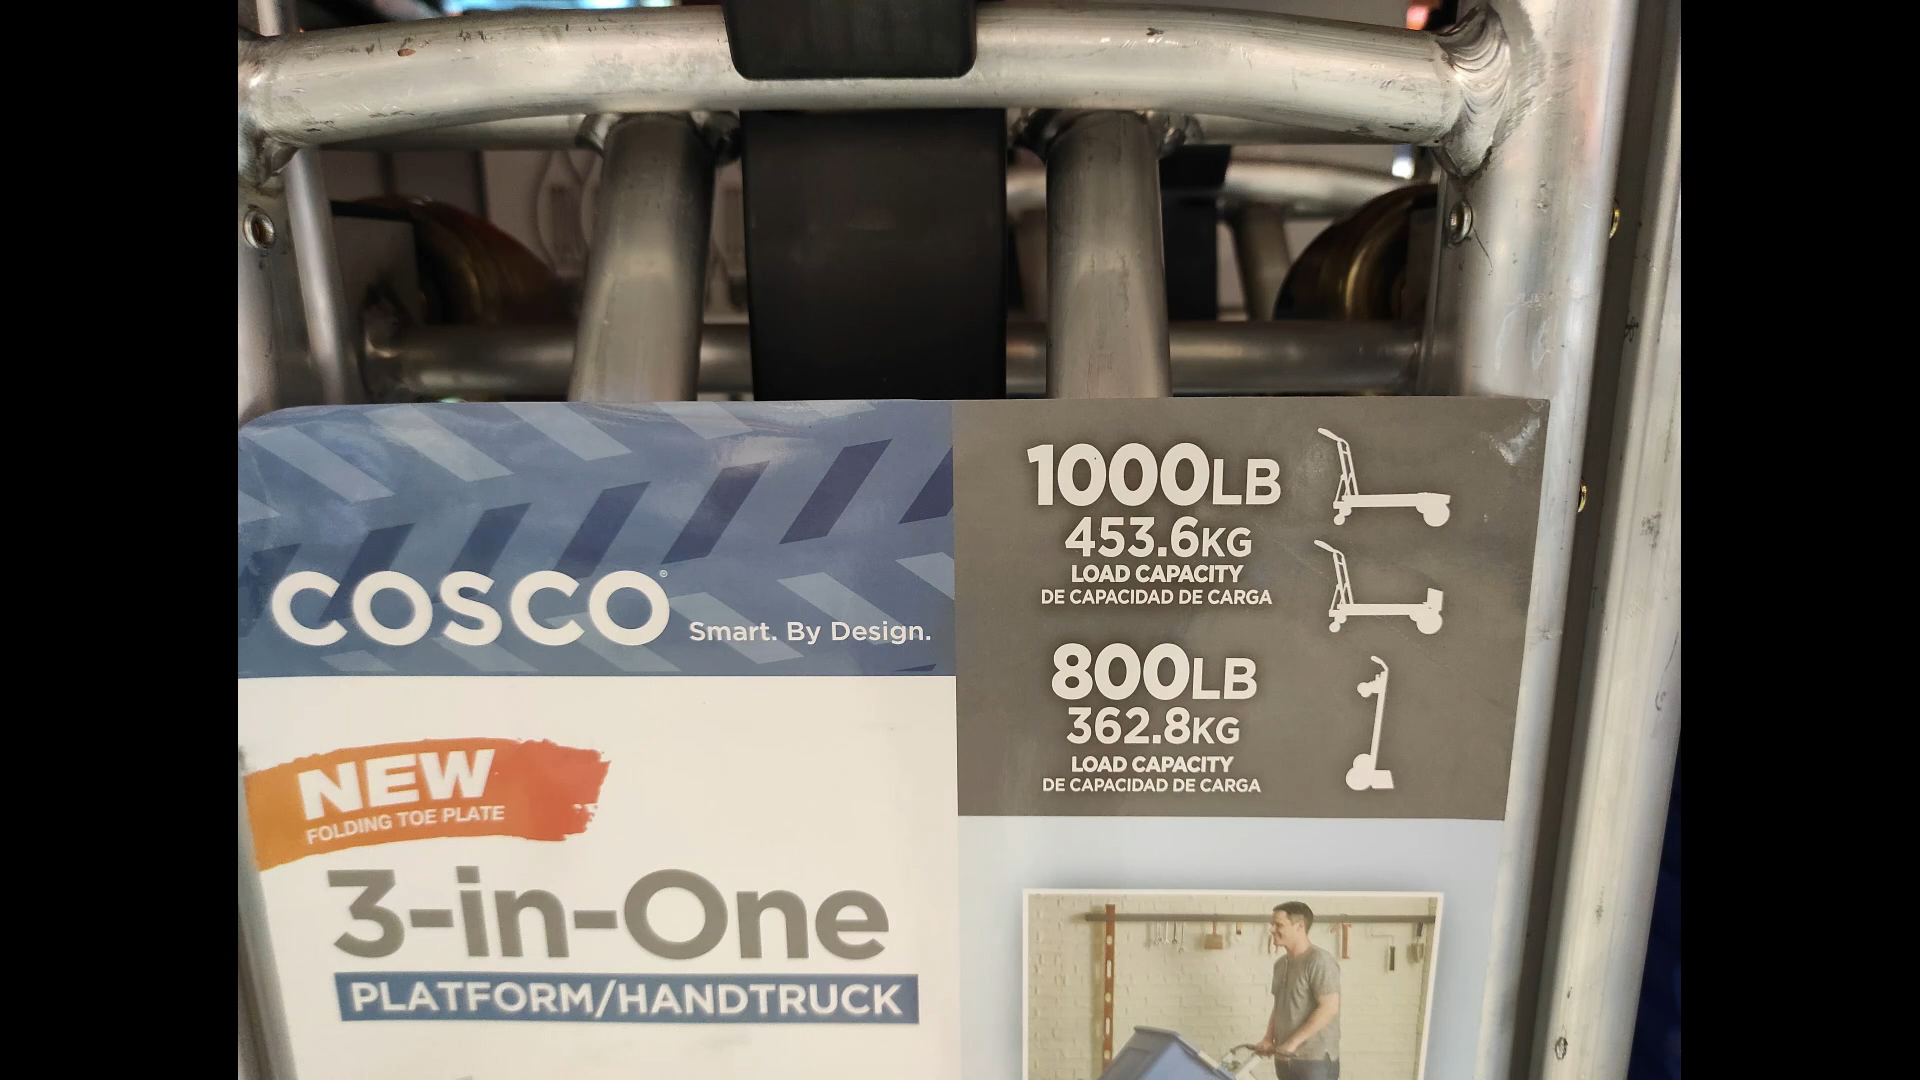 COSCO® Smart. By Design.
NEW
FOLDING TOE PLATE
3-in-One
PLATFORM/HANDTRUCK
1000LB
453.6KG
LOAD CAPACITY
DE CAPACIDAD DE CARGA
800LB
362.8KG
LOAD CAPACITY
DE CAPACIDAD DE CARGA